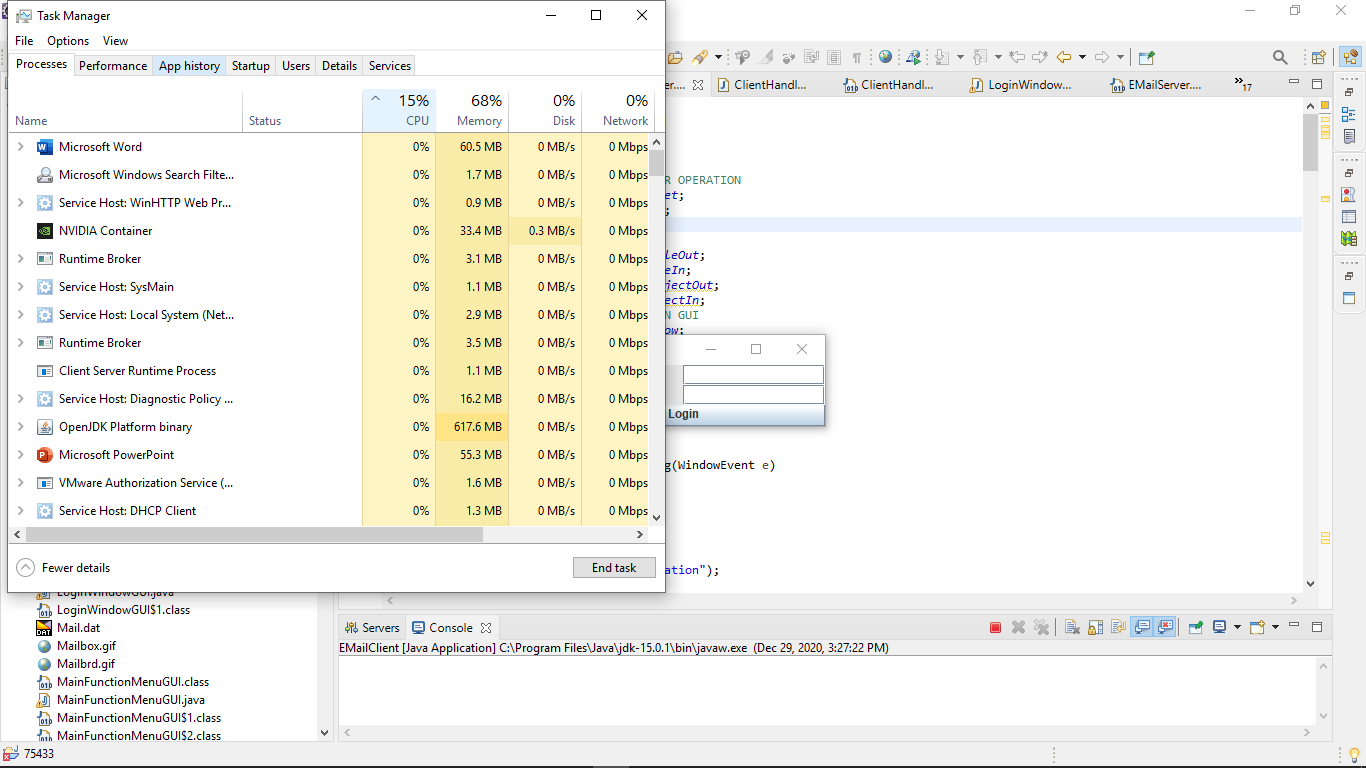 Task Manager
File Options View
Processes Performance App history Startup Users Details Services
15% 68% 0% 0%
Name Status CPU Memory Disk Network
Microsoft Word 0% 60.5 MB 0 MB/s 0 Mbps
Microsoft Windows Search Filte... 0% 1.7 MB 0 MB/s 0 Mbps
Service Host: WinHTTP Web Pr... 0% 0.9 MB 0 MB/s 0 Mbps
NVIDIA Container 0% 33.4 MB 0.3 MB/s 0 Mbps
Runtime Broker 0% 3.1 MB 0 MB/s 0 Mbps
Service Host: SysMain 0% 1.1 MB 0 MB/s 0 Mbps
Service Host: Local System (Net... 0% 2.9 MB 0 MB/s 0 Mbps
Runtime Broker 0% 3.5 MB 0 MB/s 0 Mbps
Client Server Runtime Process 0% 1.1 MB 0 MB/s 0 Mbps
Service Host: Diagnostic Policy ... 0% 16.2 MB 0 MB/s 0 Mbps
OpenJDK Platform binary 0% 617.6 MB 0 MB/s 0 Mbps
Microsoft PowerPoint 0% 55.3 MB 0 MB/s 0 Mbps
VMware Authorization Service (... 0% 1.6 MB 0 MB/s 0 Mbps
Service Host: DHCP Client 0% 1.3 MB 0 MB/s 0 Mbps
Fewer details End task
er.... ClientHandl... ClientHandl... LoginWindow... EMailServer.... 17
R OPERATION
et;
;
leOut;
eIn;
jectOut;
ectIn;
N GUI
ow;
Login
g(WindowEvent e)
ation");
LoginWindowGUI.java
LoginWindowGUI$1.class
Mail.dat
Mailbox.gif
Mailbrd.gif
MainFunctionMenuGUI.class
MainFunctionMenuGUI.java
MainFunctionMenuGUI$1.class
MainFunctionMenuGUI$2.class
Servers Console
EMailClient [Java Application] C:\Program Files\Java\jdk-15.0.1\bin\javaw.exe (Dec 29, 2020, 3:27:22 PM)
75433